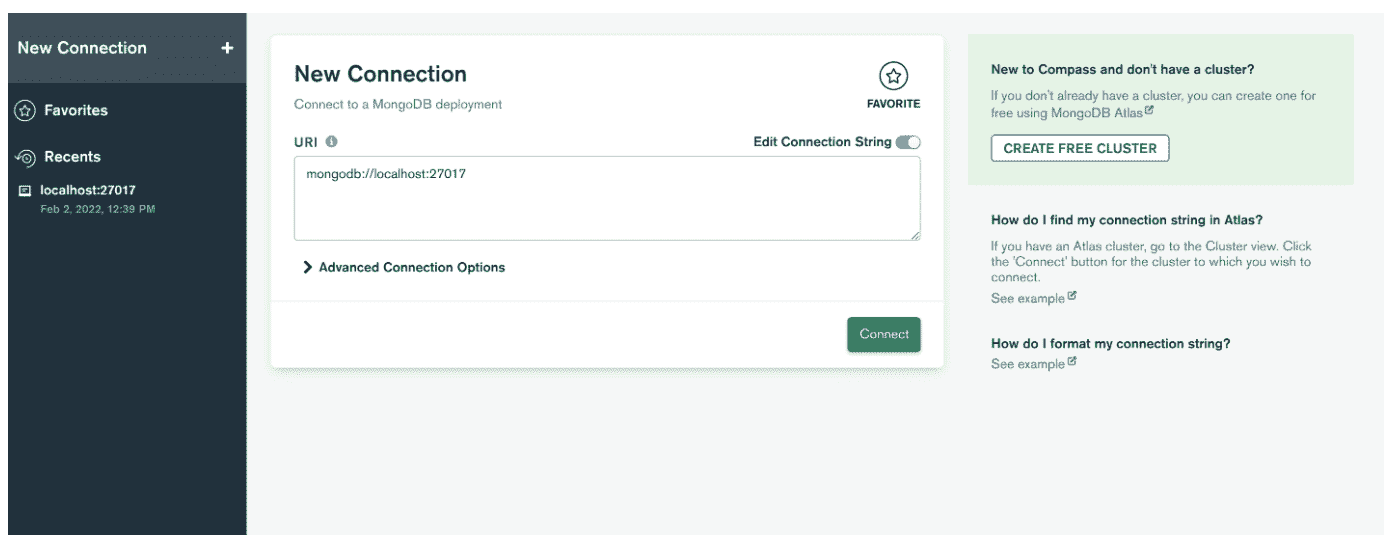 New Connection
Favorites
Recents
localhost:27017
Feb 2, 2022, 12:39 PM
New Connection
Connect to a MongoDB deployment
FAVORITE
URI
Edit Connection String
mongodb://localhost:27017
Advanced Connection Options
Connect
New to Compass and don't have a cluster?
If you don't already have a cluster, you can create one for
free using MongoDB Atlas
CREATE FREE CLUSTER
How do I find my connection string in Atlas?
If you have an Atlas cluster, go to the Cluster view. Click
the 'Connect' button for the cluster to which you wish to
connect.
See example
How do I format my connection string?
See example